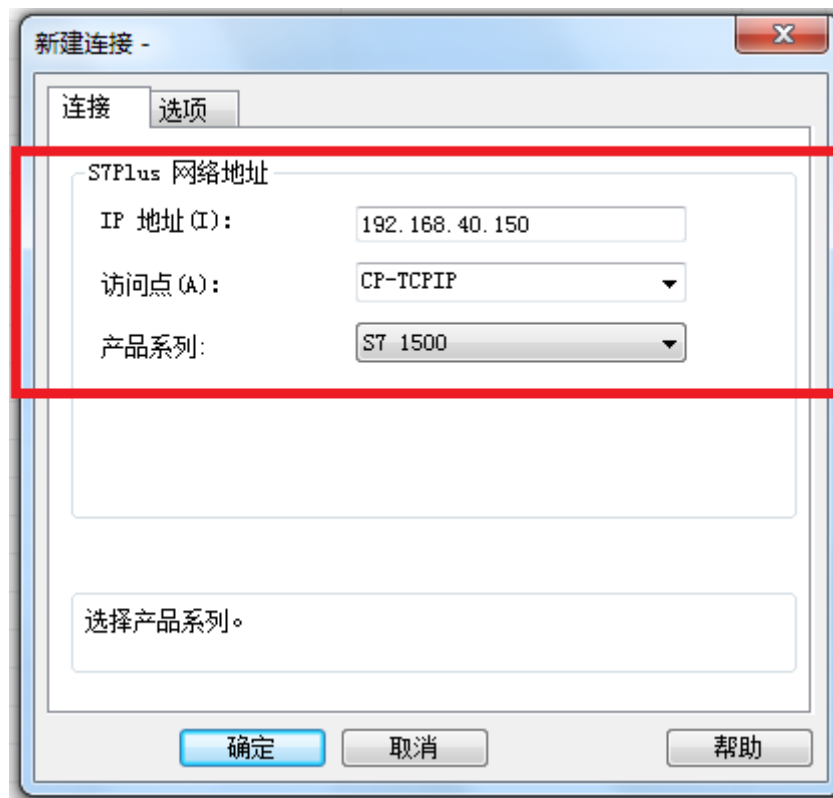 新建连接 -
连接 选项
S7Plus 网络地址
IP 地址(I): 192.168.40.150
访问点(A): CP-TCPIP
产品系列: S7 1500
选择产品系列。
确定 取消 帮助